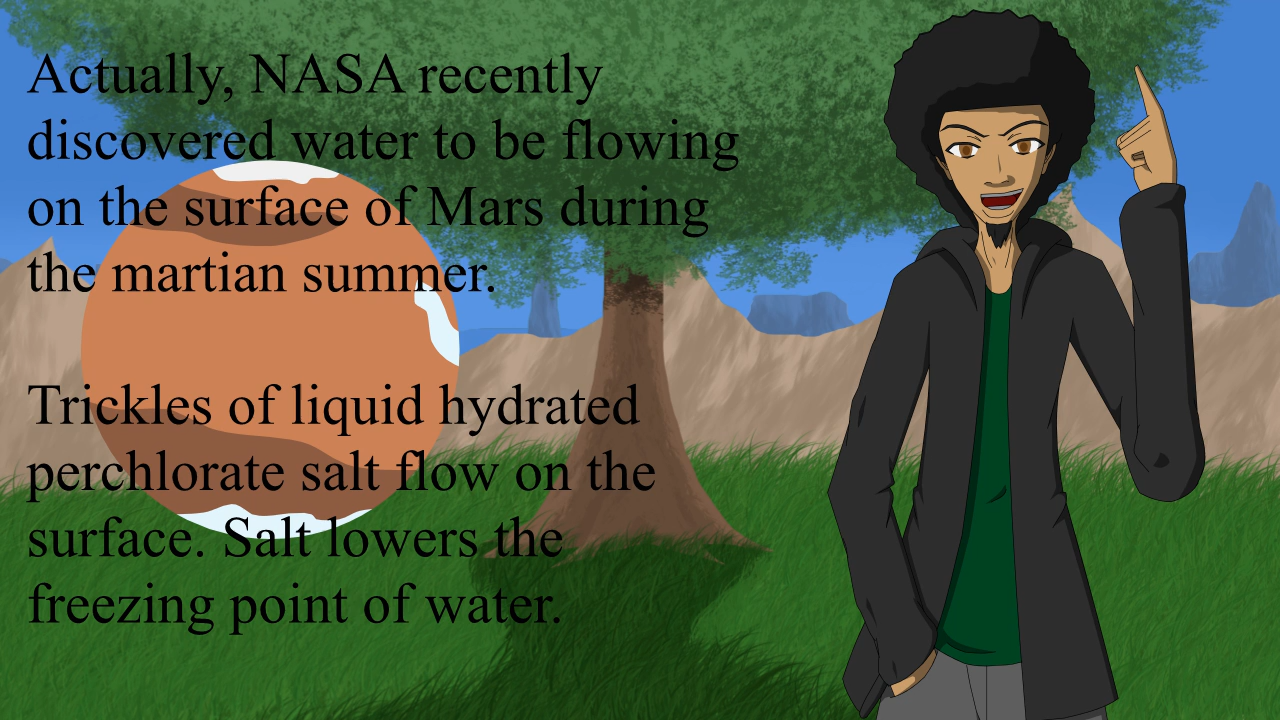 Actually, NASA recently
discovered water to be flowing
on the surface of Mars during
the martian summer.
Trickles of liquid hydrated
perchlorate salt flow on the
surface. Salt lowers the
freezing point of water.